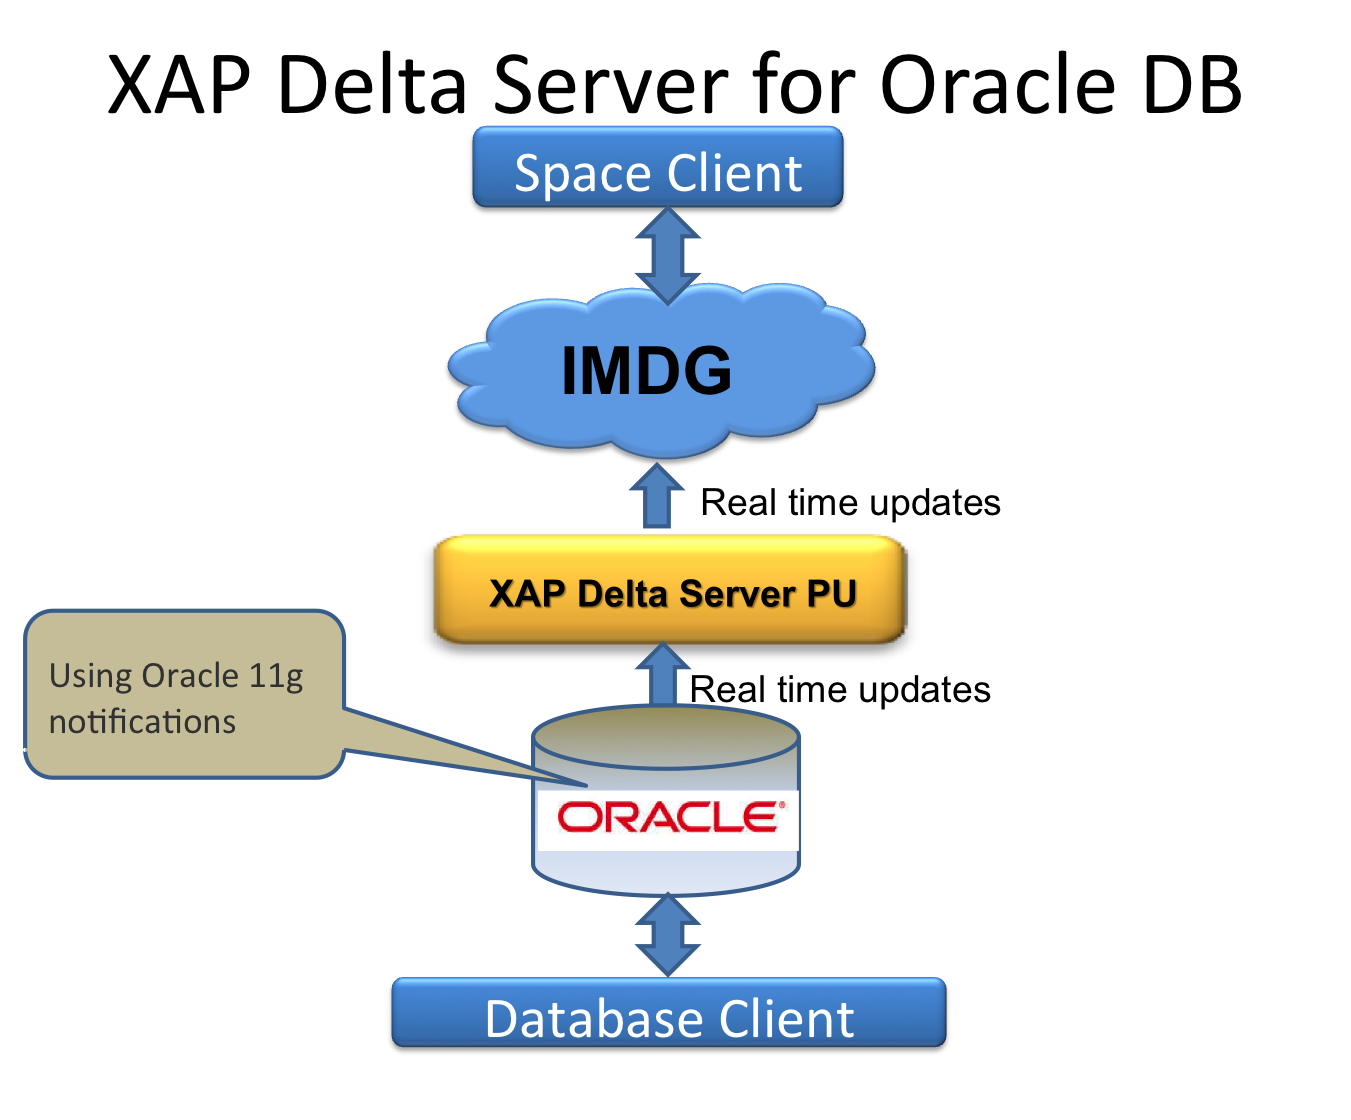 XAP Delta Server for Oracle DB
Space Client
IMDG
Real time updates
XAP Delta Server PU
Using Oracle 11g
notifications
Real time updates
ORACLE®
Database Client